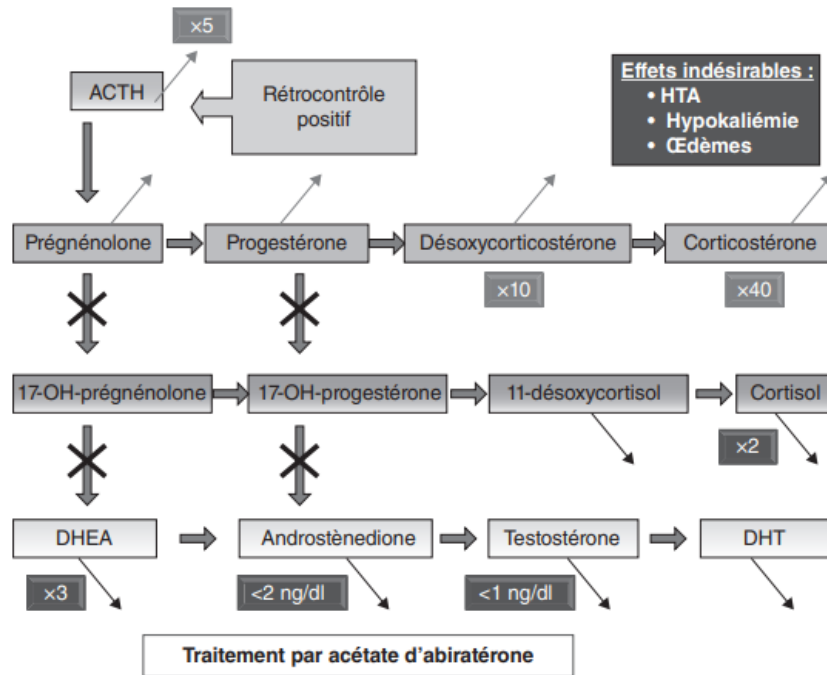 ×5
ACTH
Rétrocontrôle
positif
Effets indésirables :
• HTA
• Hypokaliémie
• Œdèmes
Prégnénolone
Progestérone
Désoxycorticostérone
Corticostérone
×10
×40
17-OH-prégnénolone
17-OH-progestérone
11-désoxycortisol
Cortisol
×2
DHEA
Androstènedione
Testostérone
DHT
×3
<2 ng/dl
<1 ng/dl
Traitement par acétate d’abiratérone